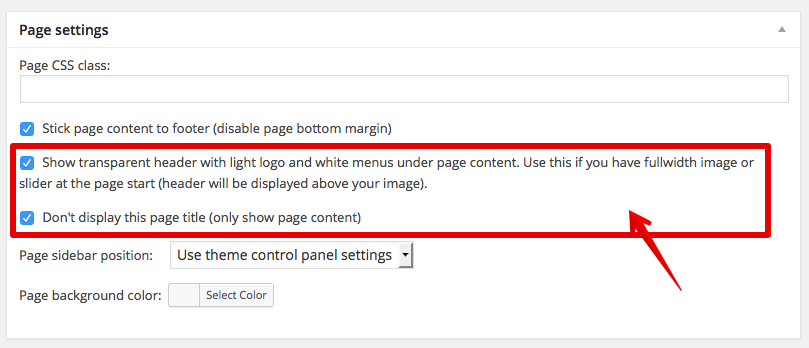 Page settings
Page CSS class:
Stick page content to footer (disable page bottom margin)
Show transparent header with light logo and white menus under page content. Use this if you have fullwidth image or
slider at the page start (header will be displayed above your image).
Don't display this page title (only show page content)
Page sidebar position: Use theme control panel settings
Page background color: Select Color